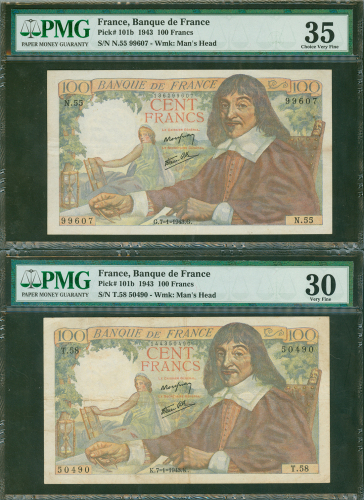 PMG
PAPER MONEY GUARANTY
France, Banque de France
Pick# 101b 1943 100 Francs
S/N N.55 99607 - Wmk: Man's Head
35
Choice Very Fine
100 BANQUE DE FRANCE 100
N.55
99607
CENT
FRANCS
99607
N.55
PMG
PAPER MONEY GUARANTY
France, Banque de France
Pick# 101b 1943 100 Francs
S/N T.58 50490 - Wmk: Man's Head
30
Very Fine
100 BANQUE DE FRANCE 100
T.58
50490
CENT
FRANCS
50490
T.58